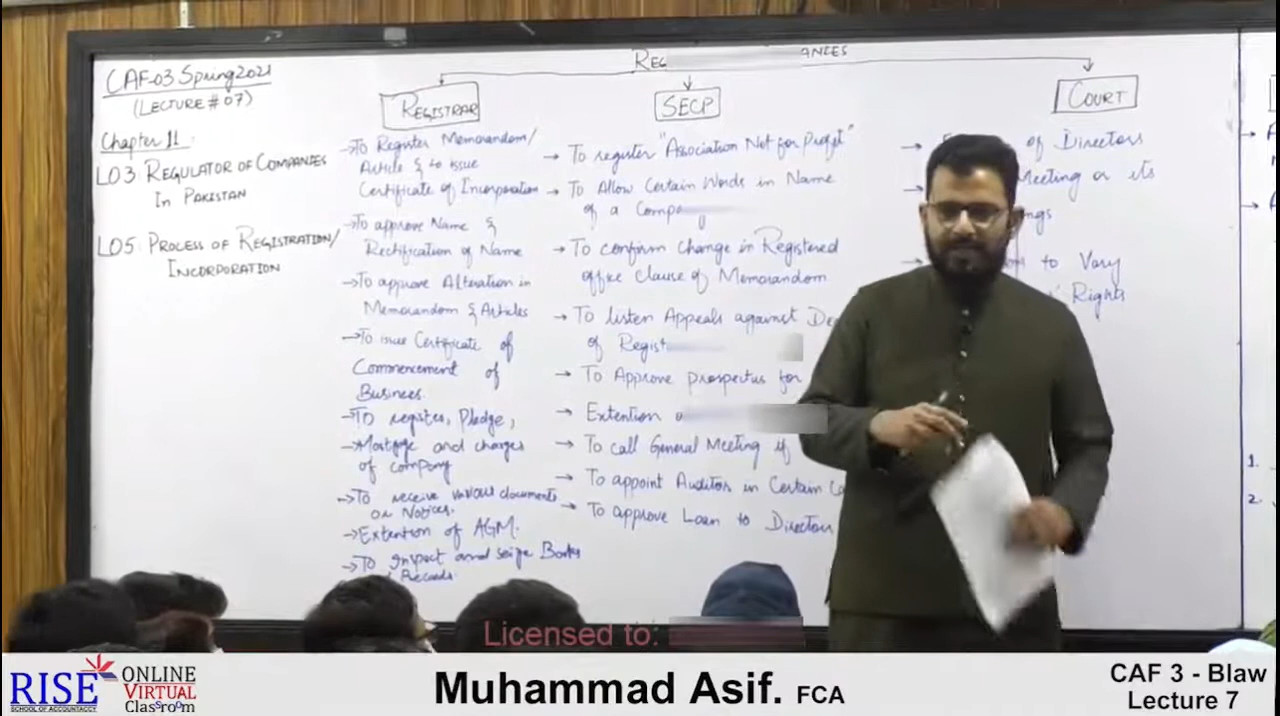 CAF-03 Spring 2021
(LECTURE # 07)
Chapter 11
LO3 REGULATOR OF COMPANIES
IN PAKISTAN
LO5 PROCESS OF REGISTRATION/
INCORPORATION
REG
REGISTRAR
→To Register Memorandum/
Article & to issue
Certificate of Incorporation
→To approve Name &
Rectification of Name
→To approve Alteration in
Memorandum & Articles
→To issue Certificate of
Commencement of
Business.
→To register, Pledge,
→Mortgage and charges
of company
→To receive various documents
or Notices.
→Extention of AGM.
→To Inspect and seize Books
Records.
SECP
→ To register "Association Not for Profit"
→ To Allow Certain Words in Name
of a
→ To confirm Change in Registered
office Clause of Memorandum
→ To listen Appeals against
of
→ To Approve prospectus for
→ Extention
→ To call General Meeting if
→ To appoint Auditors in Certain
→ To approve Loan to Directors
COURT
→ of Directors
→ Meeting or its
→ to Vary
Rights
1.
2.
Licensed to:
RISE
SCHOOL OF ACCOUNTANCY
ONLINE
VIRTUAL
Classroom
Muhammad Asif. FCA
CAF 3 - Blaw
Lecture 7